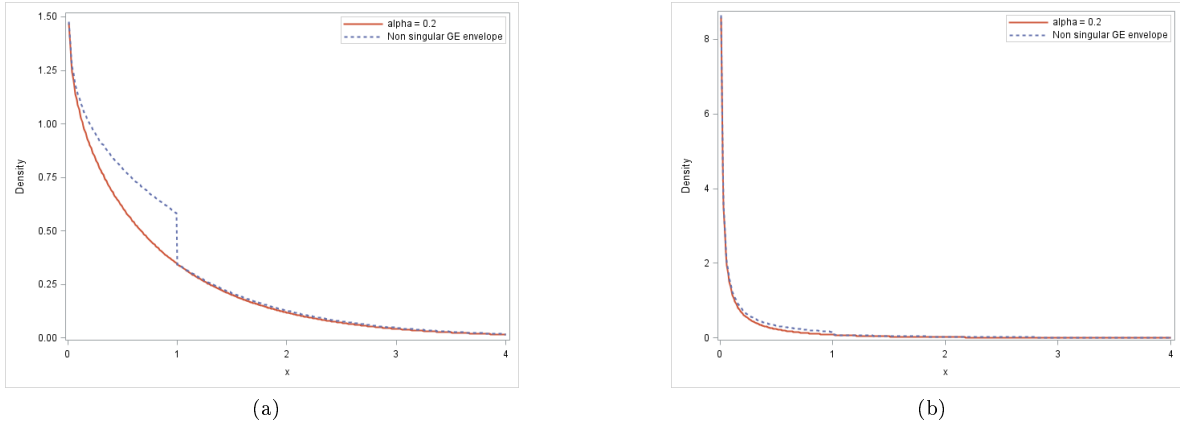 1.50
1.25
1.00
0.75
0.50
0.25
0.00
Density
0 1 2 3 4
x
alpha = 0.2
Non singular GE envelope
(a)
8
6
4
2
0
Density
0 1 2 3 4
x
alpha = 0.2
Non singular GE envelope
(b)